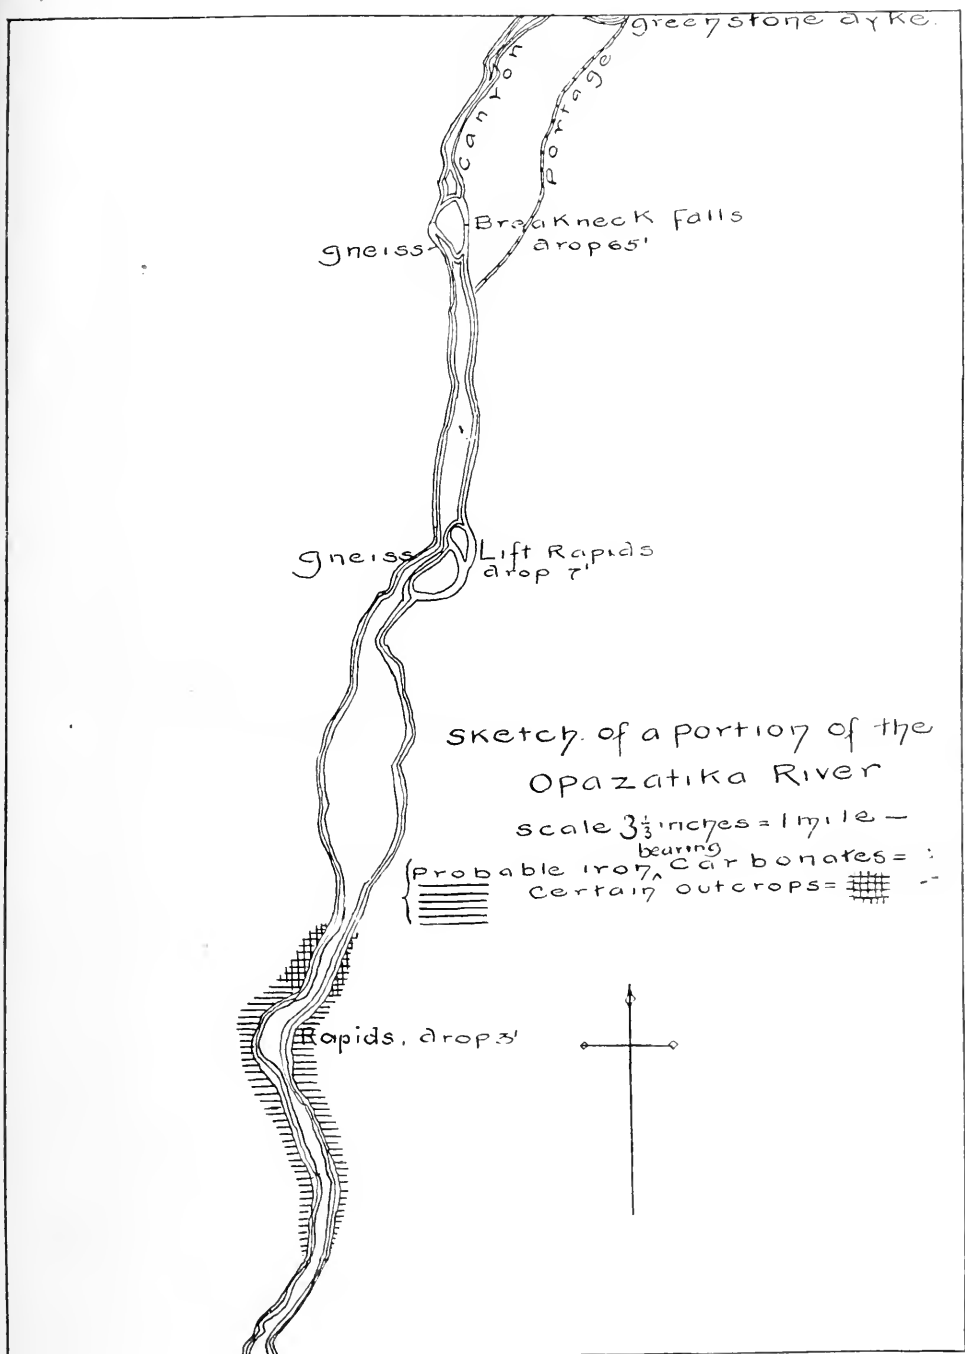 greenstone dyke.
canyon
portage
Breakneck Falls
drop 65'
gneiss
gneiss
Lift Rapids
drop 7'
sketch. of a portion of the
Opazatika River
scale 3⅓ inches = 1 mile —
bearing
{Probable iron ‸ carbonates =
certain outcrops =
Rapids, drop 3'